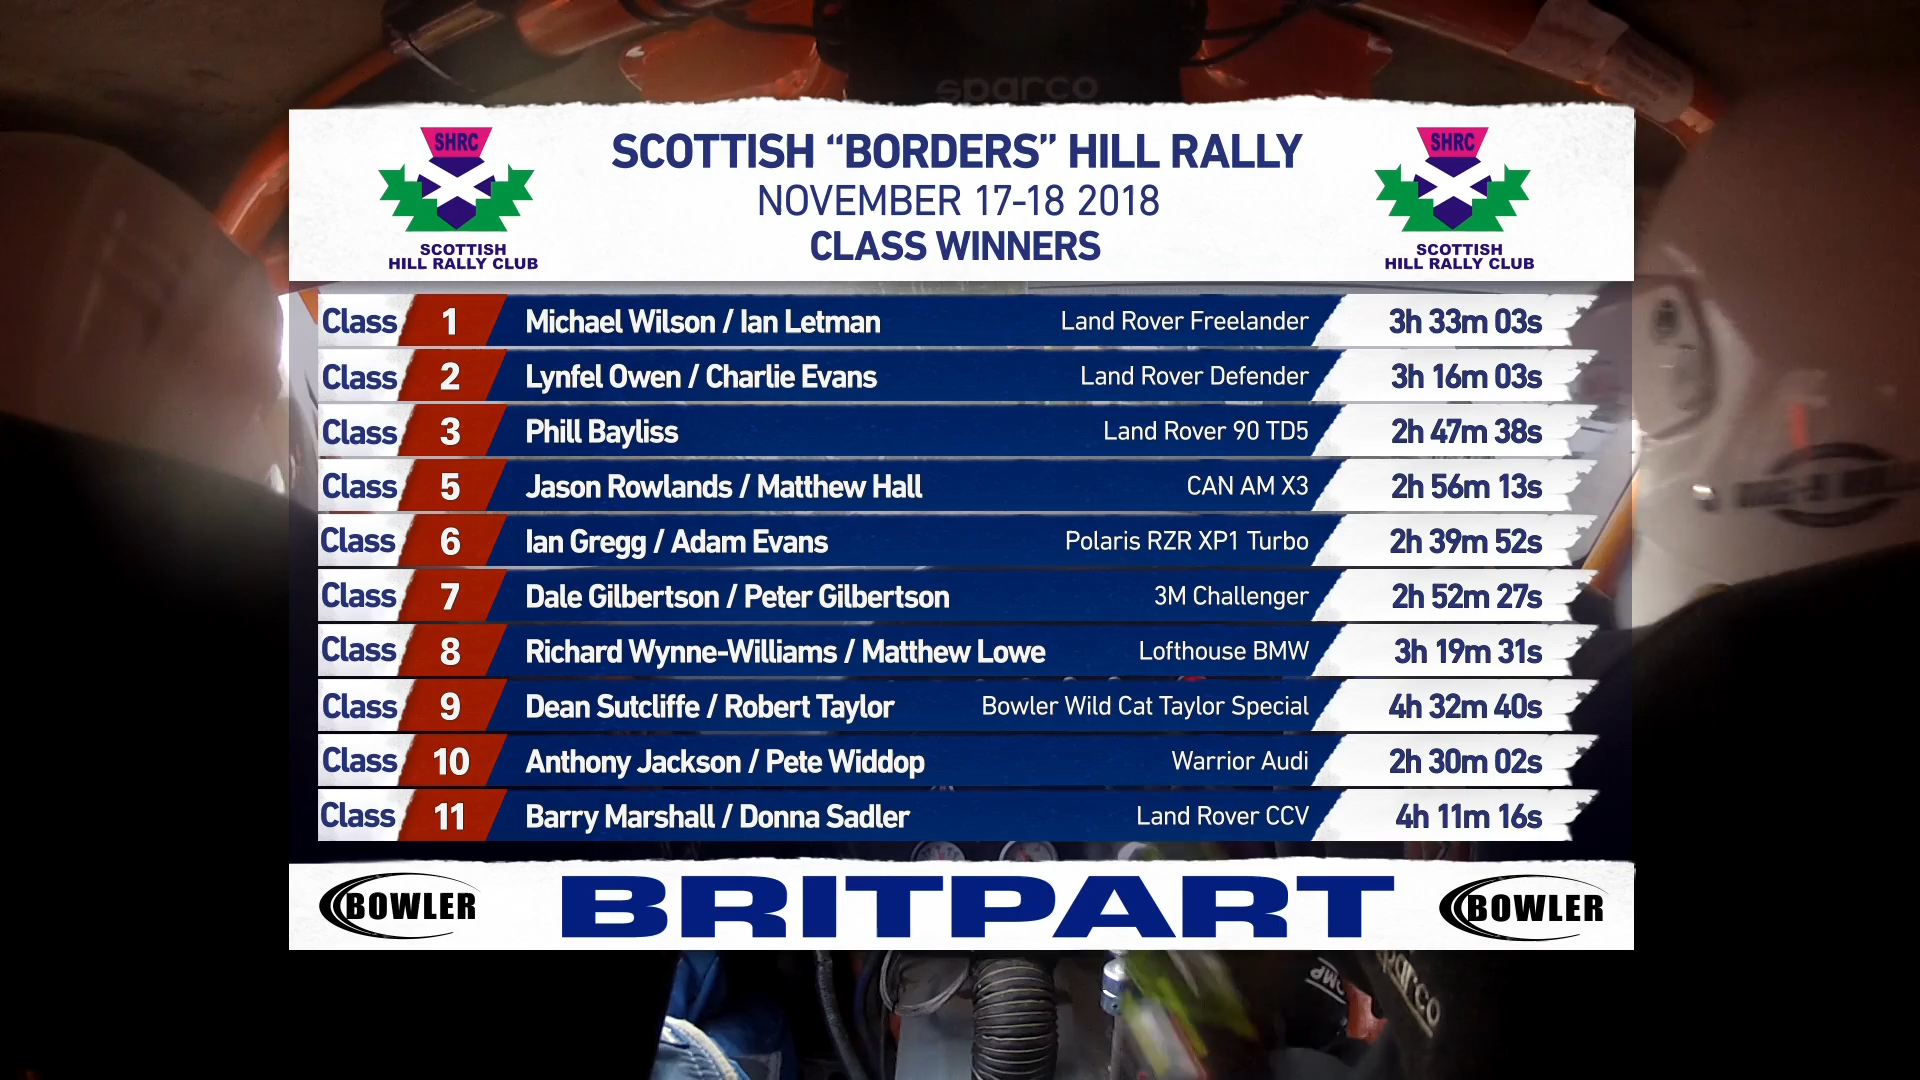 sparco
SHRC
SCOTTISH
HILL RALLY CLUB
SCOTTISH “BORDERS” HILL RALLY
NOVEMBER 17-18 2018
CLASS WINNERS
SHRC
SCOTTISH
HILL RALLY CLUB
Class 1 Michael Wilson / Ian Letman Land Rover Freelander 3h 33m 03s
Class 2 Lynfel Owen / Charlie Evans Land Rover Defender 3h 16m 03s
Class 3 Phill Bayliss Land Rover 90 TD5 2h 47m 38s
Class 5 Jason Rowlands / Matthew Hall CAN AM X3 2h 56m 13s
Class 6 Ian Gregg / Adam Evans Polaris RZR XP1 Turbo 2h 39m 52s
Class 7 Dale Gilbertson / Peter Gilbertson 3M Challenger 2h 52m 27s
Class 8 Richard Wynne-Williams / Matthew Lowe Lofthouse BMW 3h 19m 31s
Class 9 Dean Sutcliffe / Robert Taylor Bowler Wild Cat Taylor Special 4h 32m 40s
Class 10 Anthony Jackson / Pete Widdop Warrior Audi 2h 30m 02s
Class 11 Barry Marshall / Donna Sadler Land Rover CCV 4h 11m 16s
BOWLER BRITPART BOWLER
OMP
sparco